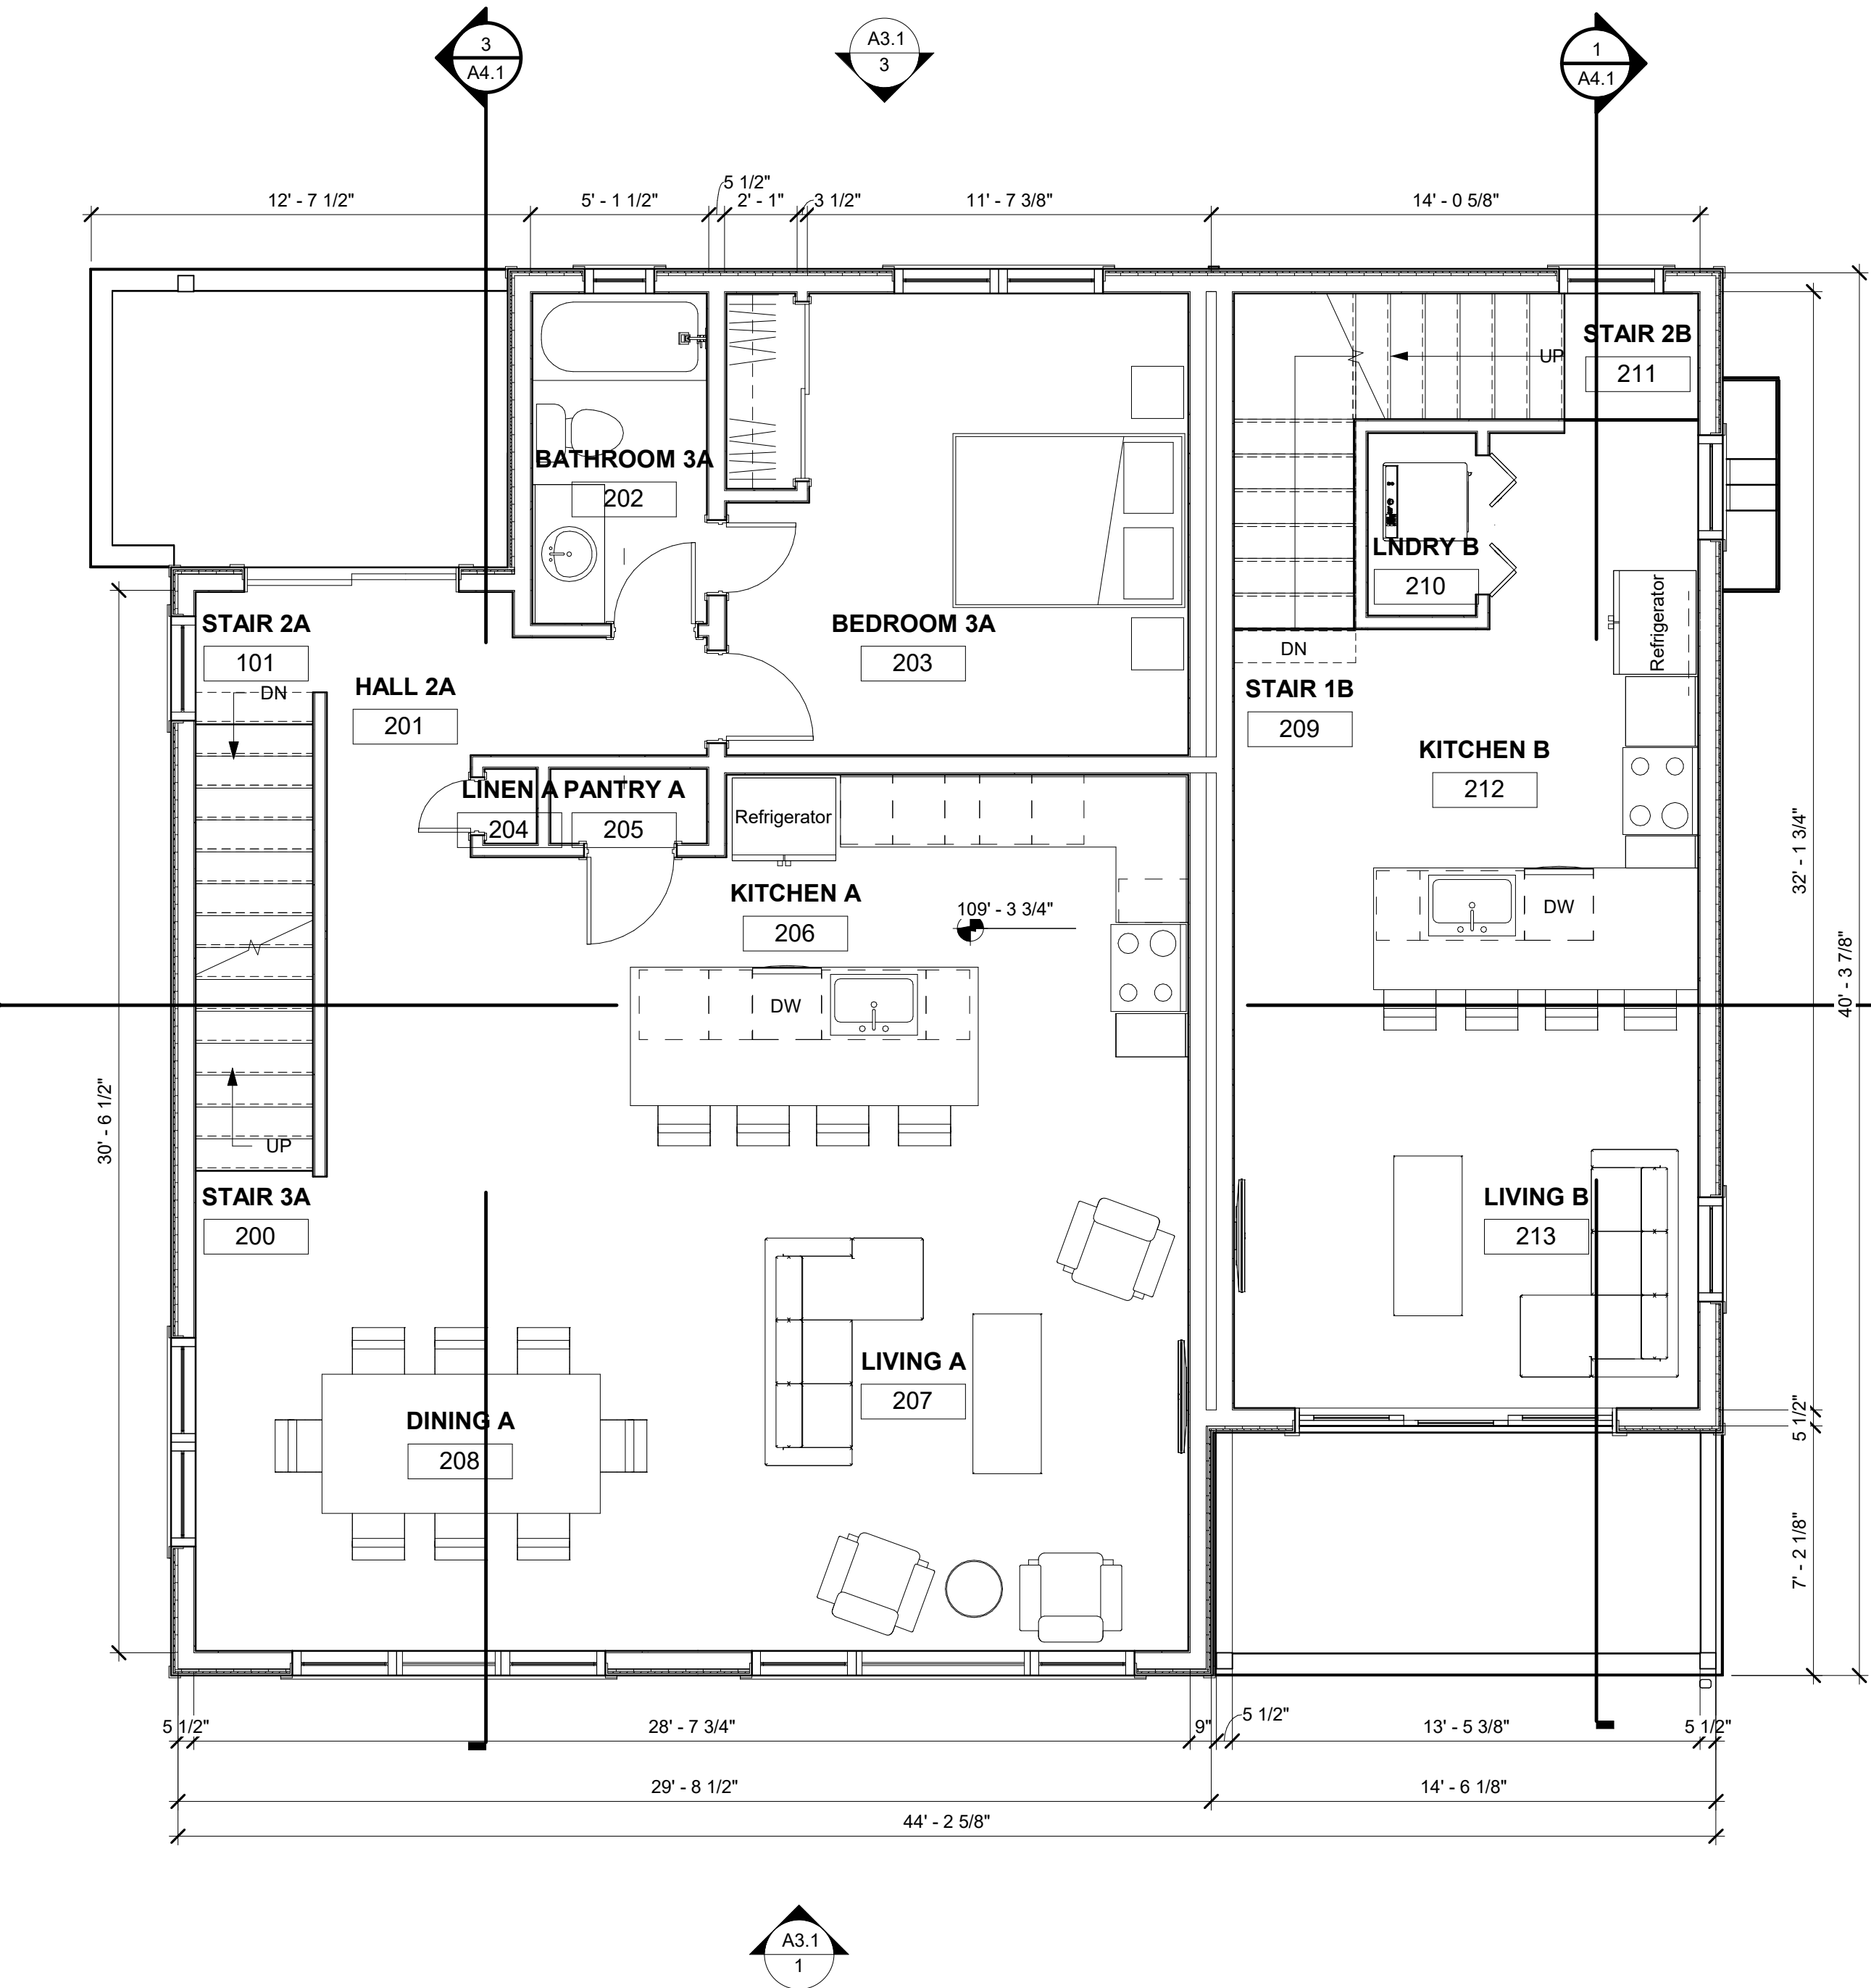 3
A4.1
A3.1
3
1
A4.1
12' - 7 1/2"
5' - 1 1/2"
5 1/2"
2' - 1"
3 1/2"
11' - 7 3/8"
14' - 0 5/8"
STAIR 2B
211
UP
BATHROOM 3A
202
LNDRY B
210
Refrigerator
STAIR 2A
101
DN
HALL 2A
201
BEDROOM 3A
203
DN
STAIR 1B
209
KITCHEN B
212
LINEN A
204
PANTRY A
205
Refrigerator
KITCHEN A
206
109' - 3 3/4"
DW
DW
32' - 1 3/4"
40' - 3 7/8"
30' - 6 1/2"
UP
STAIR 3A
200
LIVING B
213
LIVING A
207
DINING A
208
5 1/2"
7' - 2 1/8"
5 1/2"
28' - 7 3/4"
9"
5 1/2"
13' - 5 3/8"
5 1/2"
29' - 8 1/2"
14' - 6 1/8"
44' - 2 5/8"
A3.1
1